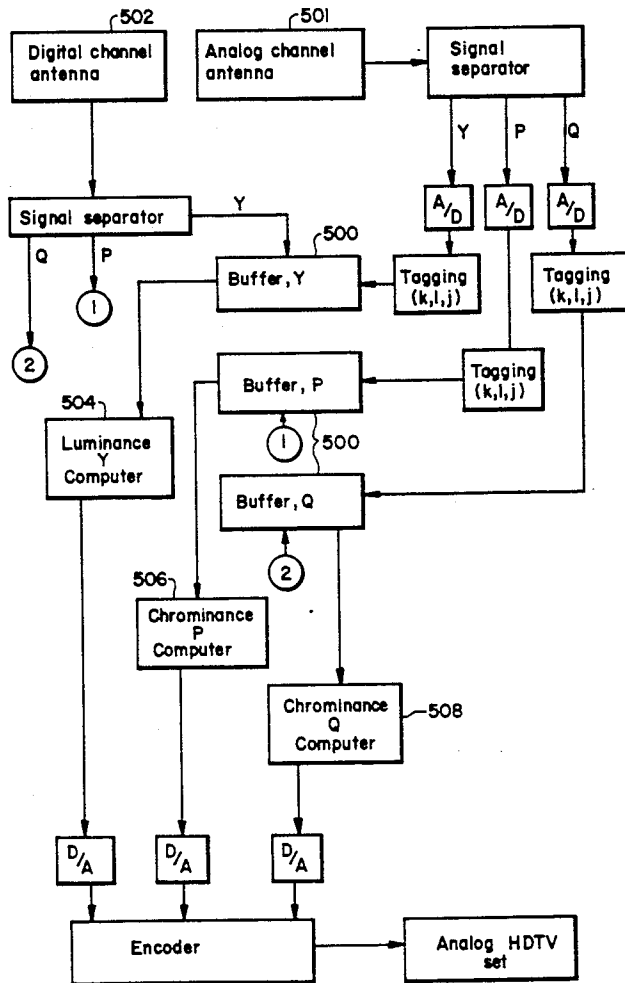 502
501
Digital channel
antenna
Analog channel
antenna
Signal
separator
Y
P
Q
A/D
A/D
A/D
Signal separator
Y
Q
P
500
Buffer, Y
Tagging
(k,l,j)
Tagging
(k,l,j)
1
2
Buffer, P
Tagging
(k,l,j)
504
1
500
Luminance
Y
Computer
Buffer, Q
2
506
Chrominance
P
Computer
Chrominance
Q
Computer
508
D/A
D/A
D/A
Encoder
Analog HDTV
set